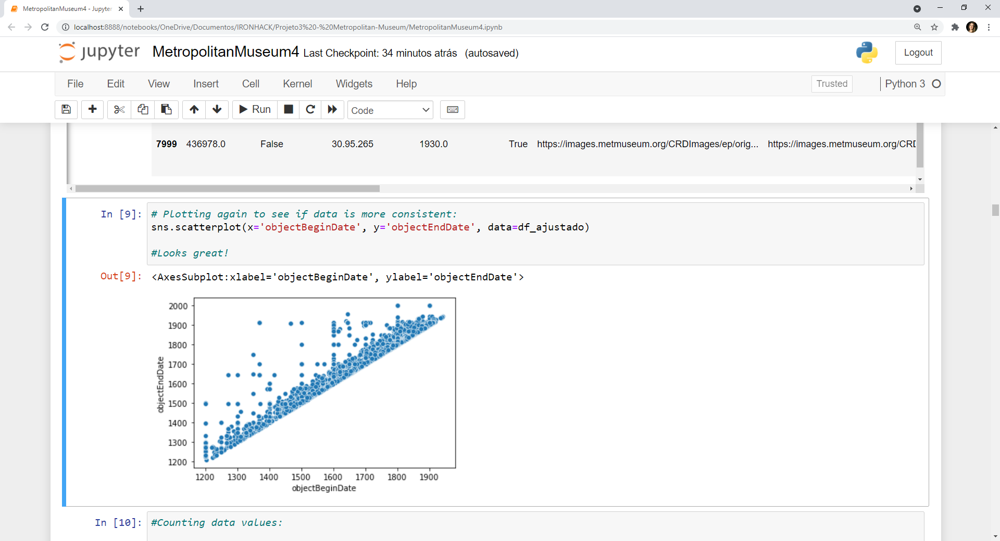 MetropolitanMuseum4 - Jupyter
localhost:8888/notebooks/OneDrive/Documentos/IRONHACK/Projeto3%20-%20Metropolitan-Museum/MetropolitanMuseum4.ipynb
jupyter MetropolitanMuseum4 Last Checkpoint: 34 minutos atrás (autosaved)
Logout
File Edit View Insert Cell Kernel Widgets Help
Trusted Python 3
Run Code
7999 436978.0 False 30.95.265 1930.0 True https://images.metmuseum.org/CRDImages/ep/orig... https://images.metmuseum.org/CRD
In [9]: # Plotting again to see if data is more consistent:
sns.scatterplot(x='objectBeginDate', y='objectEndDate', data=df_ajustado)
#Looks great!
Out[9]: <AxesSubplot:xlabel='objectBeginDate', ylabel='objectEndDate'>
2000
1900
1800
1700
1600
1500
1400
1300
1200
objectEndDate
1200 1300 1400 1500 1600 1700 1800 1900
objectBeginDate
In [10]: #Counting data values: